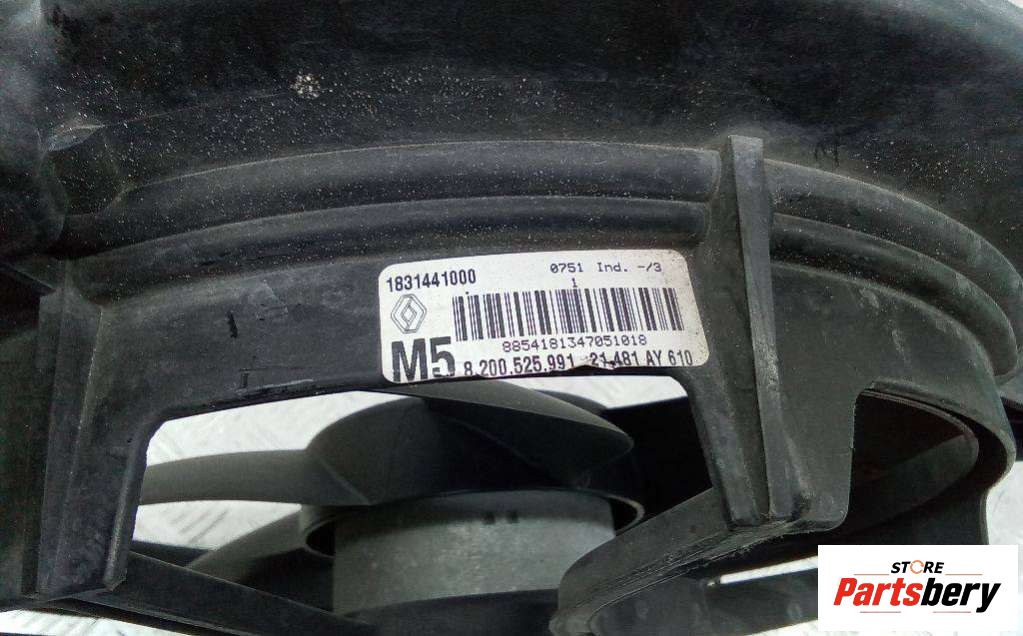 1831441000 0751 Ind. -/3
1
8854181347051018
M5 8.200.525.991 21.481 AY 610
STORE
Partsbery